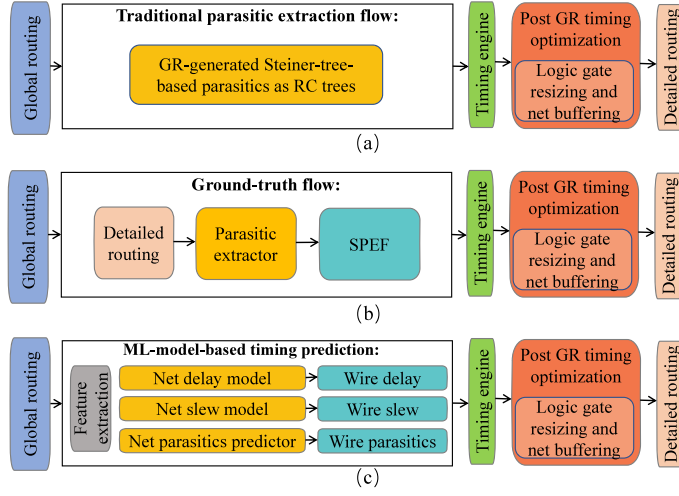 Global routing
Traditional parasitic extraction flow:
GR-generated Steiner-tree-
based parasitics as RC trees
Timing engine
Post GR timing
optimization
Logic gate
resizing and
net buffering
Detailed routing
(a)
Global routing
Ground-truth flow:
Detailed
routing
Parasitic
extractor
SPEF
Timing engine
Post GR timing
optimization
Logic gate
resizing and
net buffering
Detailed routing
(b)
Global routing
ML-model-based timing prediction:
Feature
extraction
Net delay model
Wire delay
Net slew model
Wire slew
Net parasitics predictor
Wire parasitics
Timing engine
Post GR timing
optimization
Logic gate
resizing and
net buffering
Detailed routing
(c)